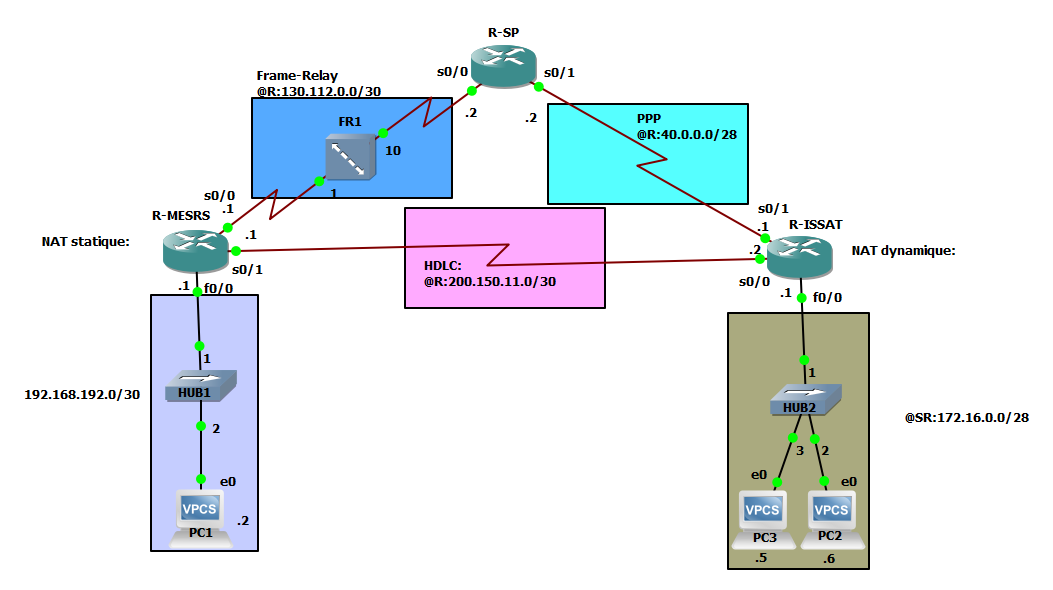 R-SP
s0/0
s0/1
.2
.2
Frame-Relay
@R:130.112.0.0/30
FR1
10
1
PPP
@R:40.0.0.0/28
s0/0
.1
R-MESRS
.1
s0/1
NAT statique:
.1
f0/0
HDLC:
@R:200.150.11.0/30
s0/1
.1
R-ISSAT
.2
s0/0
NAT dynamique:
.1
f0/0
1
HUB1
192.168.192.0/30
2
e0
VPCS
PC1
.2
1
HUB2
@SR:172.16.0.0/28
3
2
e0
e0
VPCS
VPCS
PC3
PC2
.5
.6